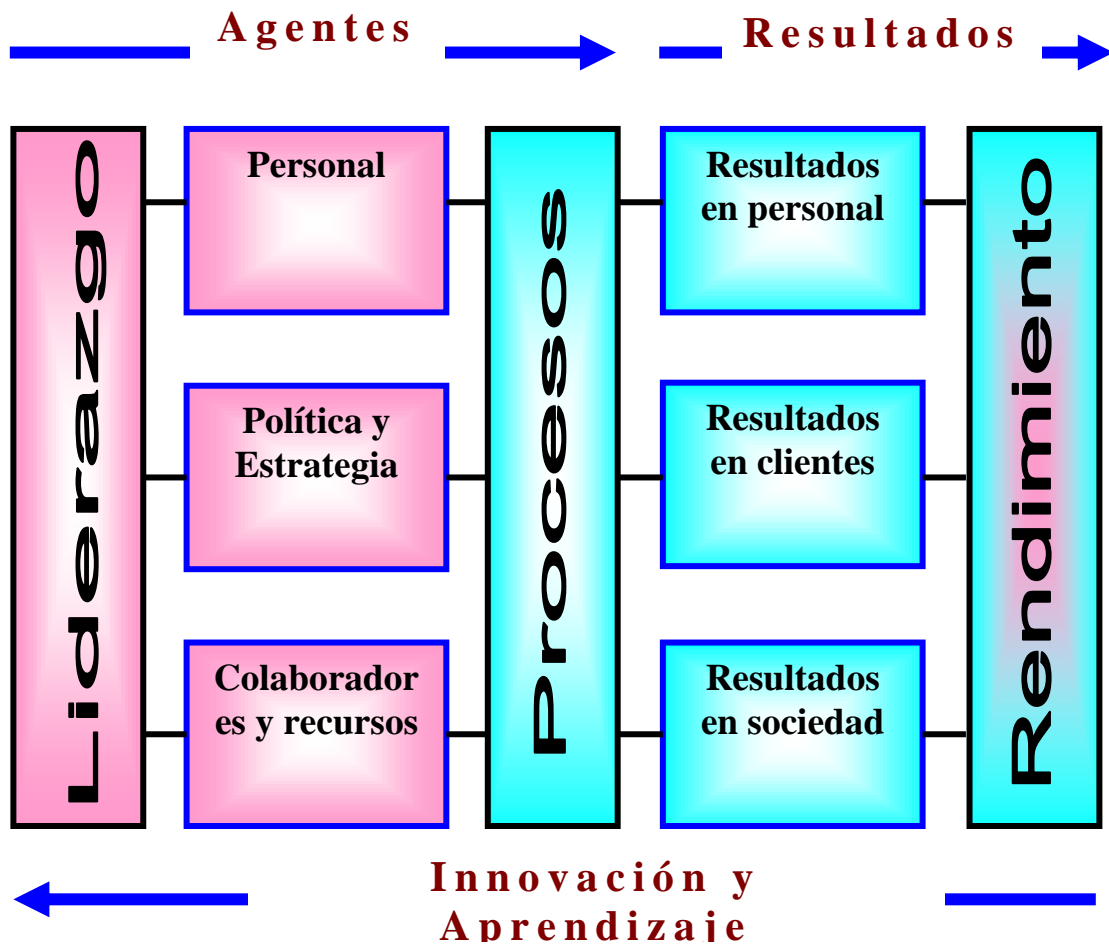 Agentes
Resultados
Liderazgo
Personal
Política y
Estrategia
Colaborador
es y recursos
Procesos
Resultados
en personal
Resultados
en clientes
Resultados
en sociedad
Rendimiento
Innovación y
Aprendizaje